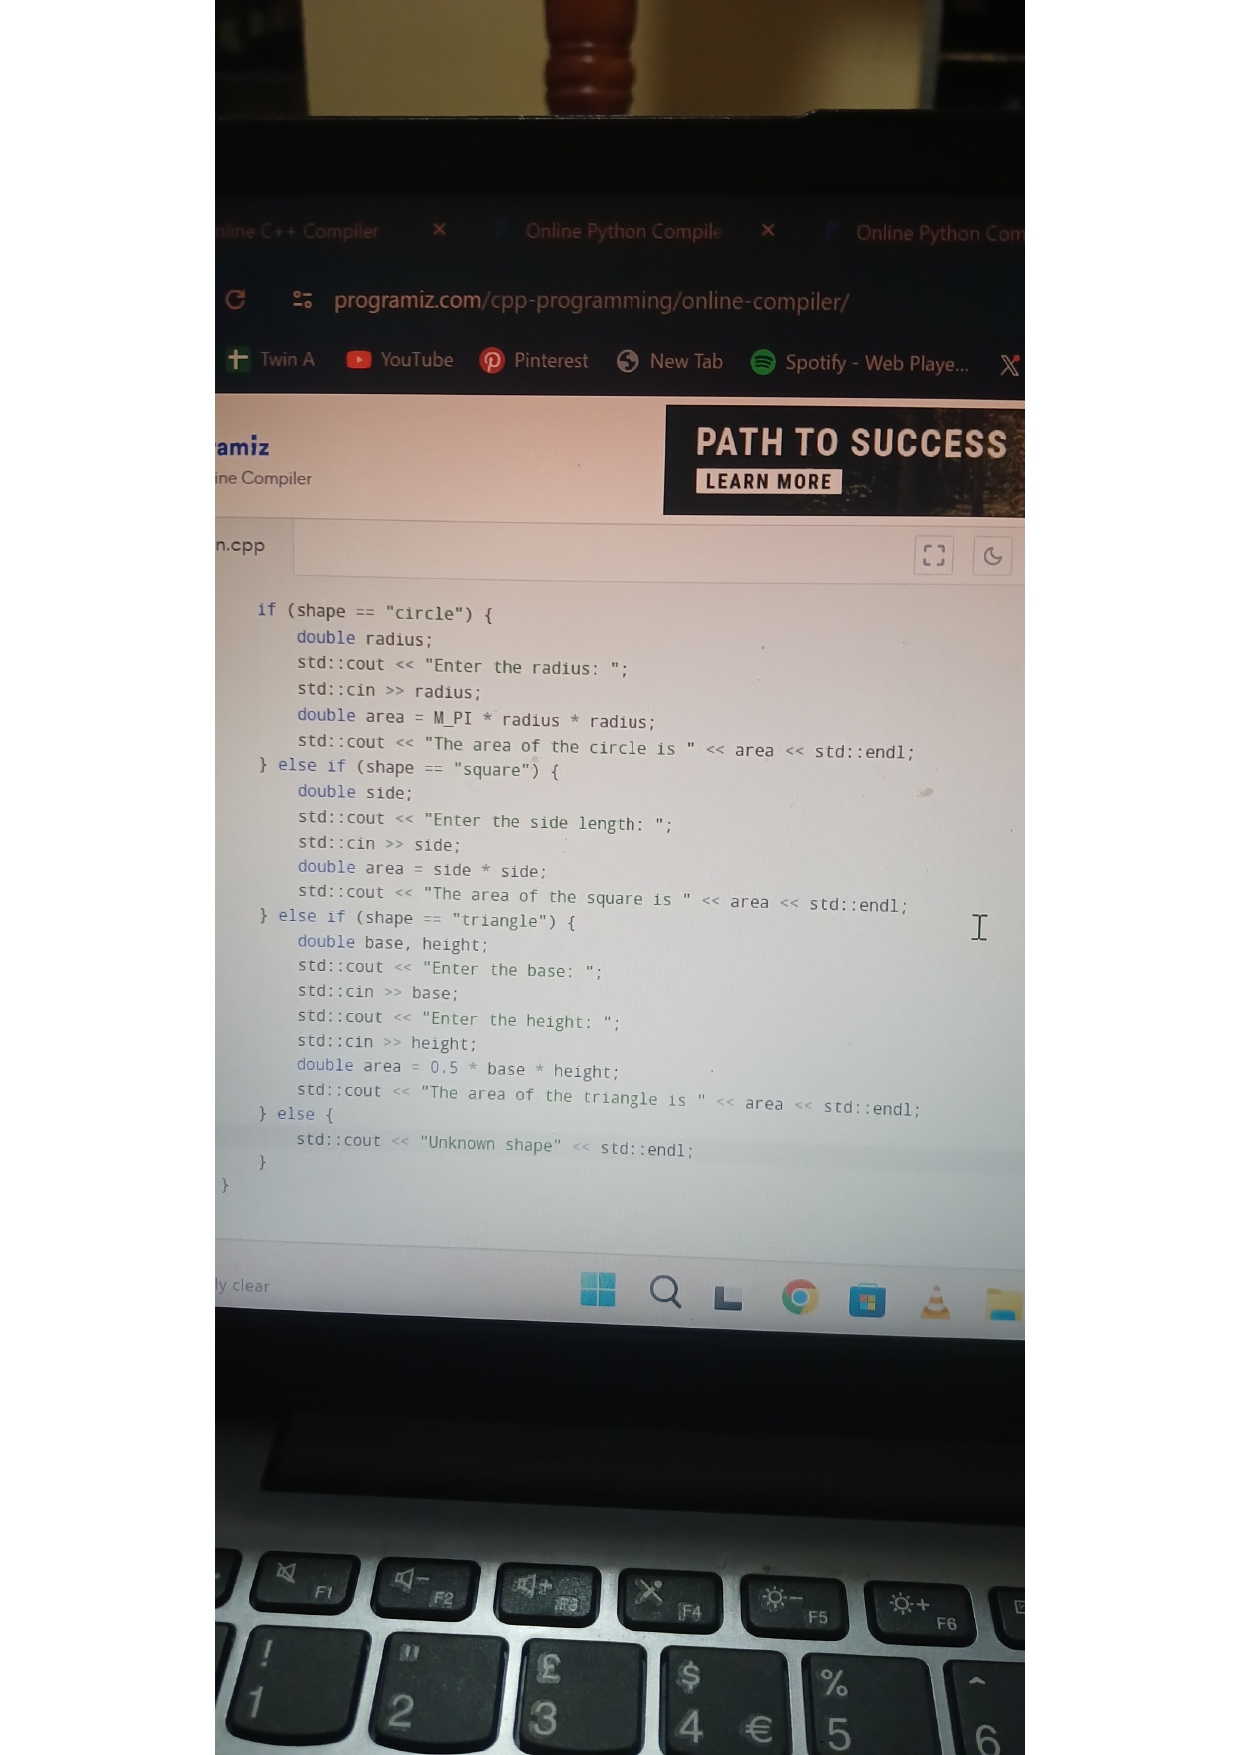 nline C++ Compiler × Online Python Compile × Online Python Com
programiz.com/cpp-programming/online-compiler/
Twin A YouTube Pinterest New Tab Spotify - Web Playe... X
amiz
ine Compiler
PATH TO SUCCESS
LEARN MORE
n.cpp
if (shape == "circle") {
double radius;
std::cout << "Enter the radius: ";
std::cin >> radius;
double area = M_PI * radius * radius;
std::cout << "The area of the circle is " << area << std::endl;
} else if (shape == "square") {
double side;
std::cout << "Enter the side length: ";
std::cin >> side;
double area = side * side;
std::cout << "The area of the square is " << area << std::endl;
} else if (shape == "triangle") {
double base, height;
std::cout << "Enter the base: ";
std::cin >> base;
std::cout << "Enter the height: ";
std::cin >> height;
double area = 0.5 * base * height;
std::cout << "The area of the triangle is " << area << std::endl;
} else {
std::cout << "Unknown shape" << std::endl;
}
}
ly clear
F1 F2 F3 F4 F5 F6
! " £ $ % ^
1 2 3 4 € 5 6